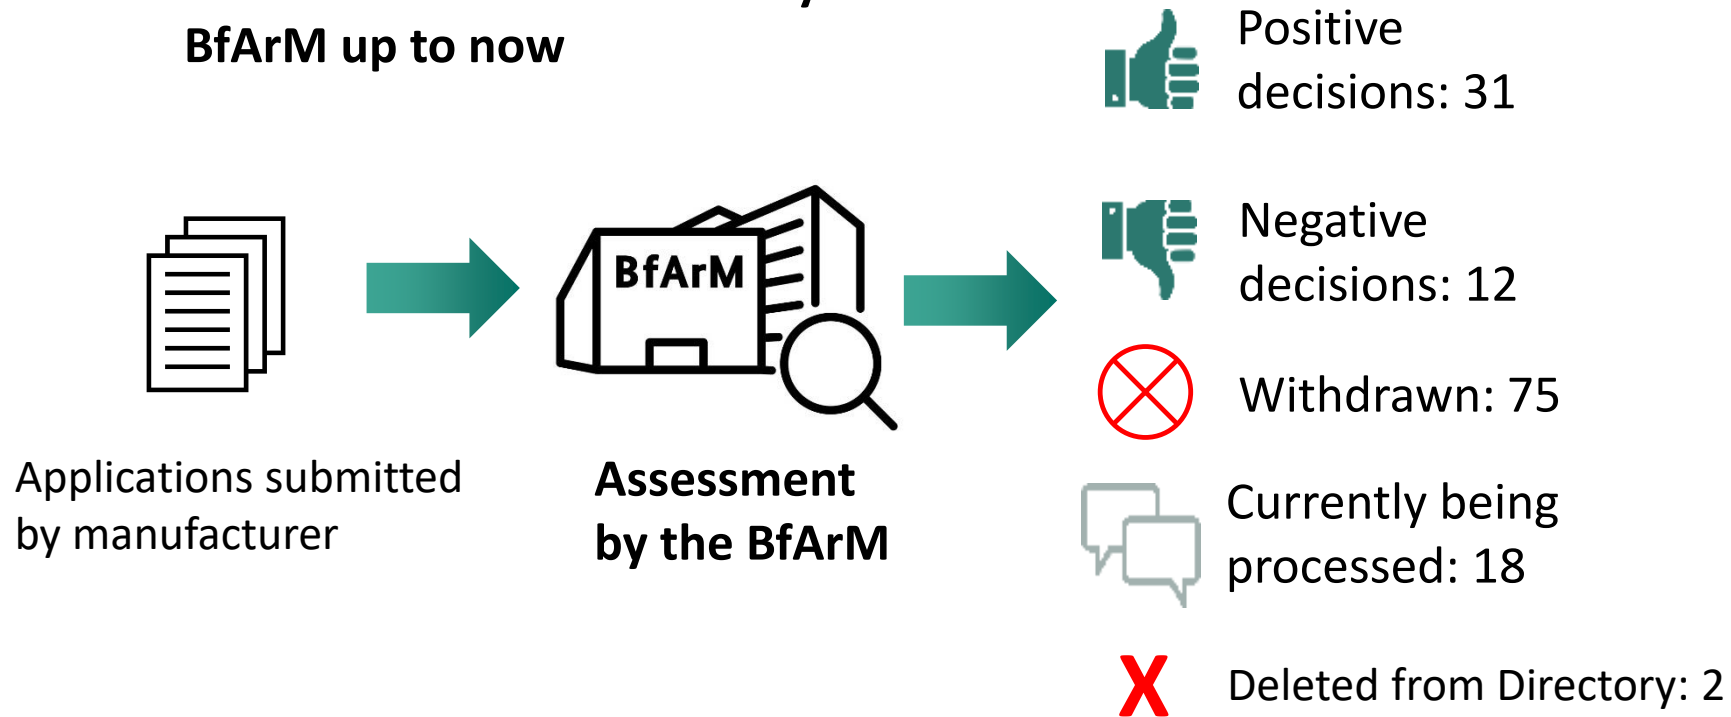 BfArM up to now
Positive
decisions: 31
BfArM
Negative
decisions: 12
Withdrawn: 75
Applications submitted
by manufacturer
Assessment
by the BfArM
Currently being
processed: 18
X Deleted from Directory: 2